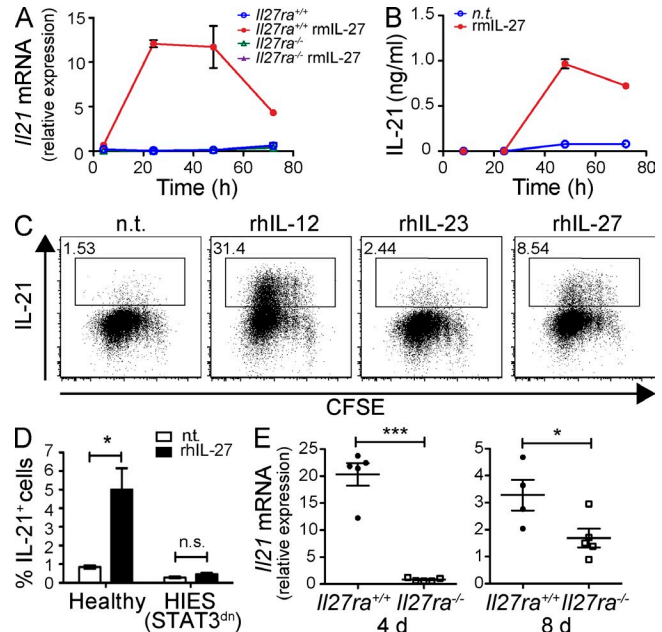 A
Il21 mRNA
(relative expression)
15
10
5
0
0 20 40 60 80
Time (h)
Il27ra+/+
Il27ra+/+ rmIL-27
Il27ra-/-
Il27ra-/- rmIL-27
B
IL-21 (ng/ml)
1.5
1.0
0.5
0
0 20 40 60 80
Time (h)
n.t.
rmIL-27
C
n.t. rhIL-12 rhIL-23 rhIL-27
1.53 31.4 2.44 8.54
IL-21
CFSE
D
n.t.
rhIL-27
% IL-21+ cells
7
6
5
4
3
2
1
0
*
n.s.
Healthy HIES
(STAT3dn)
E
Il21 mRNA
(relative expression)
25
20
15
10
5
0
***
Il27ra+/+ Il27ra-/-
4 d
8
6
4
2
0
*
Il27ra+/+ Il27ra-/-
8 d